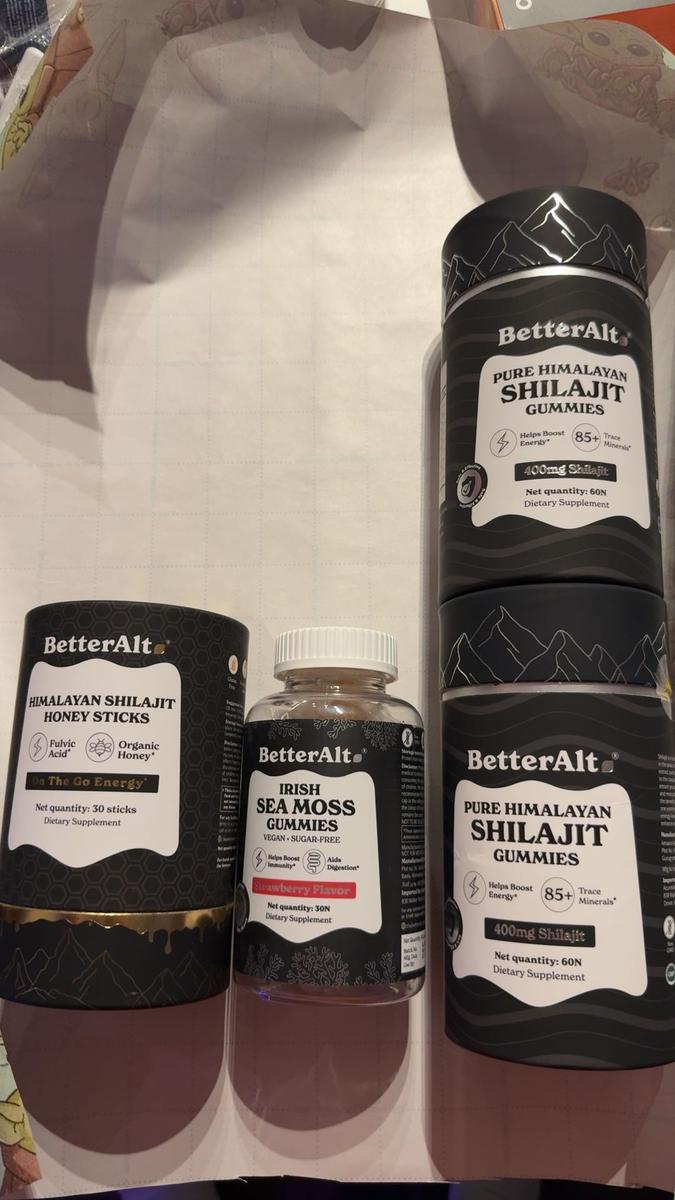 BetterAlt
PURE HIMALAYAN
SHILAJIT
GUMMIES
Helps Boost
Energy*
85+
Trace
Minerals*
400mg Shilajit
Net quantity: 60N
Dietary Supplement
BetterAlt
HIMALAYAN SHILAJIT
HONEY STICKS
Fulvic
Acid*
Organic
Honey*
On The Go Energy*
Net quantity: 30 sticks
Dietary Supplement
BetterAlt®
IRISH
SEA MOSS
GUMMIES
VEGAN • SUGAR-FREE
Helps Boost
Immunity*
Aids
Digestion*
Strawberry Flavor
Net quantity: 30N
Dietary Supplement
BetterAlt®
PURE HIMALAYAN
SHILAJIT
GUMMIES
Helps Boost
Energy*
85+
Trace
Minerals*
400mg Shilajit
Net quantity: 60N
Dietary Supplement